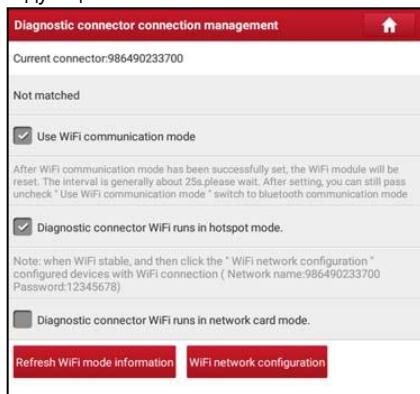 Diagnostic connector connection management
Current connector:986490233700
Not matched
Use WiFi communication mode
After WiFi communication mode has been successfully set, the WiFi module will be
reset. The interval is generally about 25s.please wait. After setting, you can still pass
uncheck " Use WiFi communication mode " switch to bluetooth communication mode
Diagnostic connector WiFi runs in hotspot mode.
Note: when WiFi stable, and then click the " WiFi network configuration "
configured devices with WiFi connection ( Network name:986490233700
Password:12345678)
Diagnostic connector WiFi runs in network card mode.
Refresh WiFi mode information WiFi network configuration